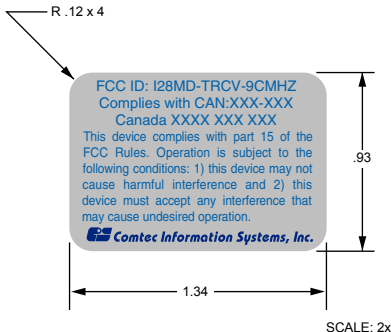 R .12 x 4
FCC ID: I28MD-TRCV-9CMHZ
Complies with CAN:XXX-XXX
Canada XXXX XXX XXX
This device complies with part 15 of the
FCC Rules. Operation is subject to the
following conditions: 1) this device may not
cause harmful interference and 2) this
device must accept any interference that
may cause undesired operation.
Comtec Information Systems, Inc.
.93
1.34
SCALE: 2x